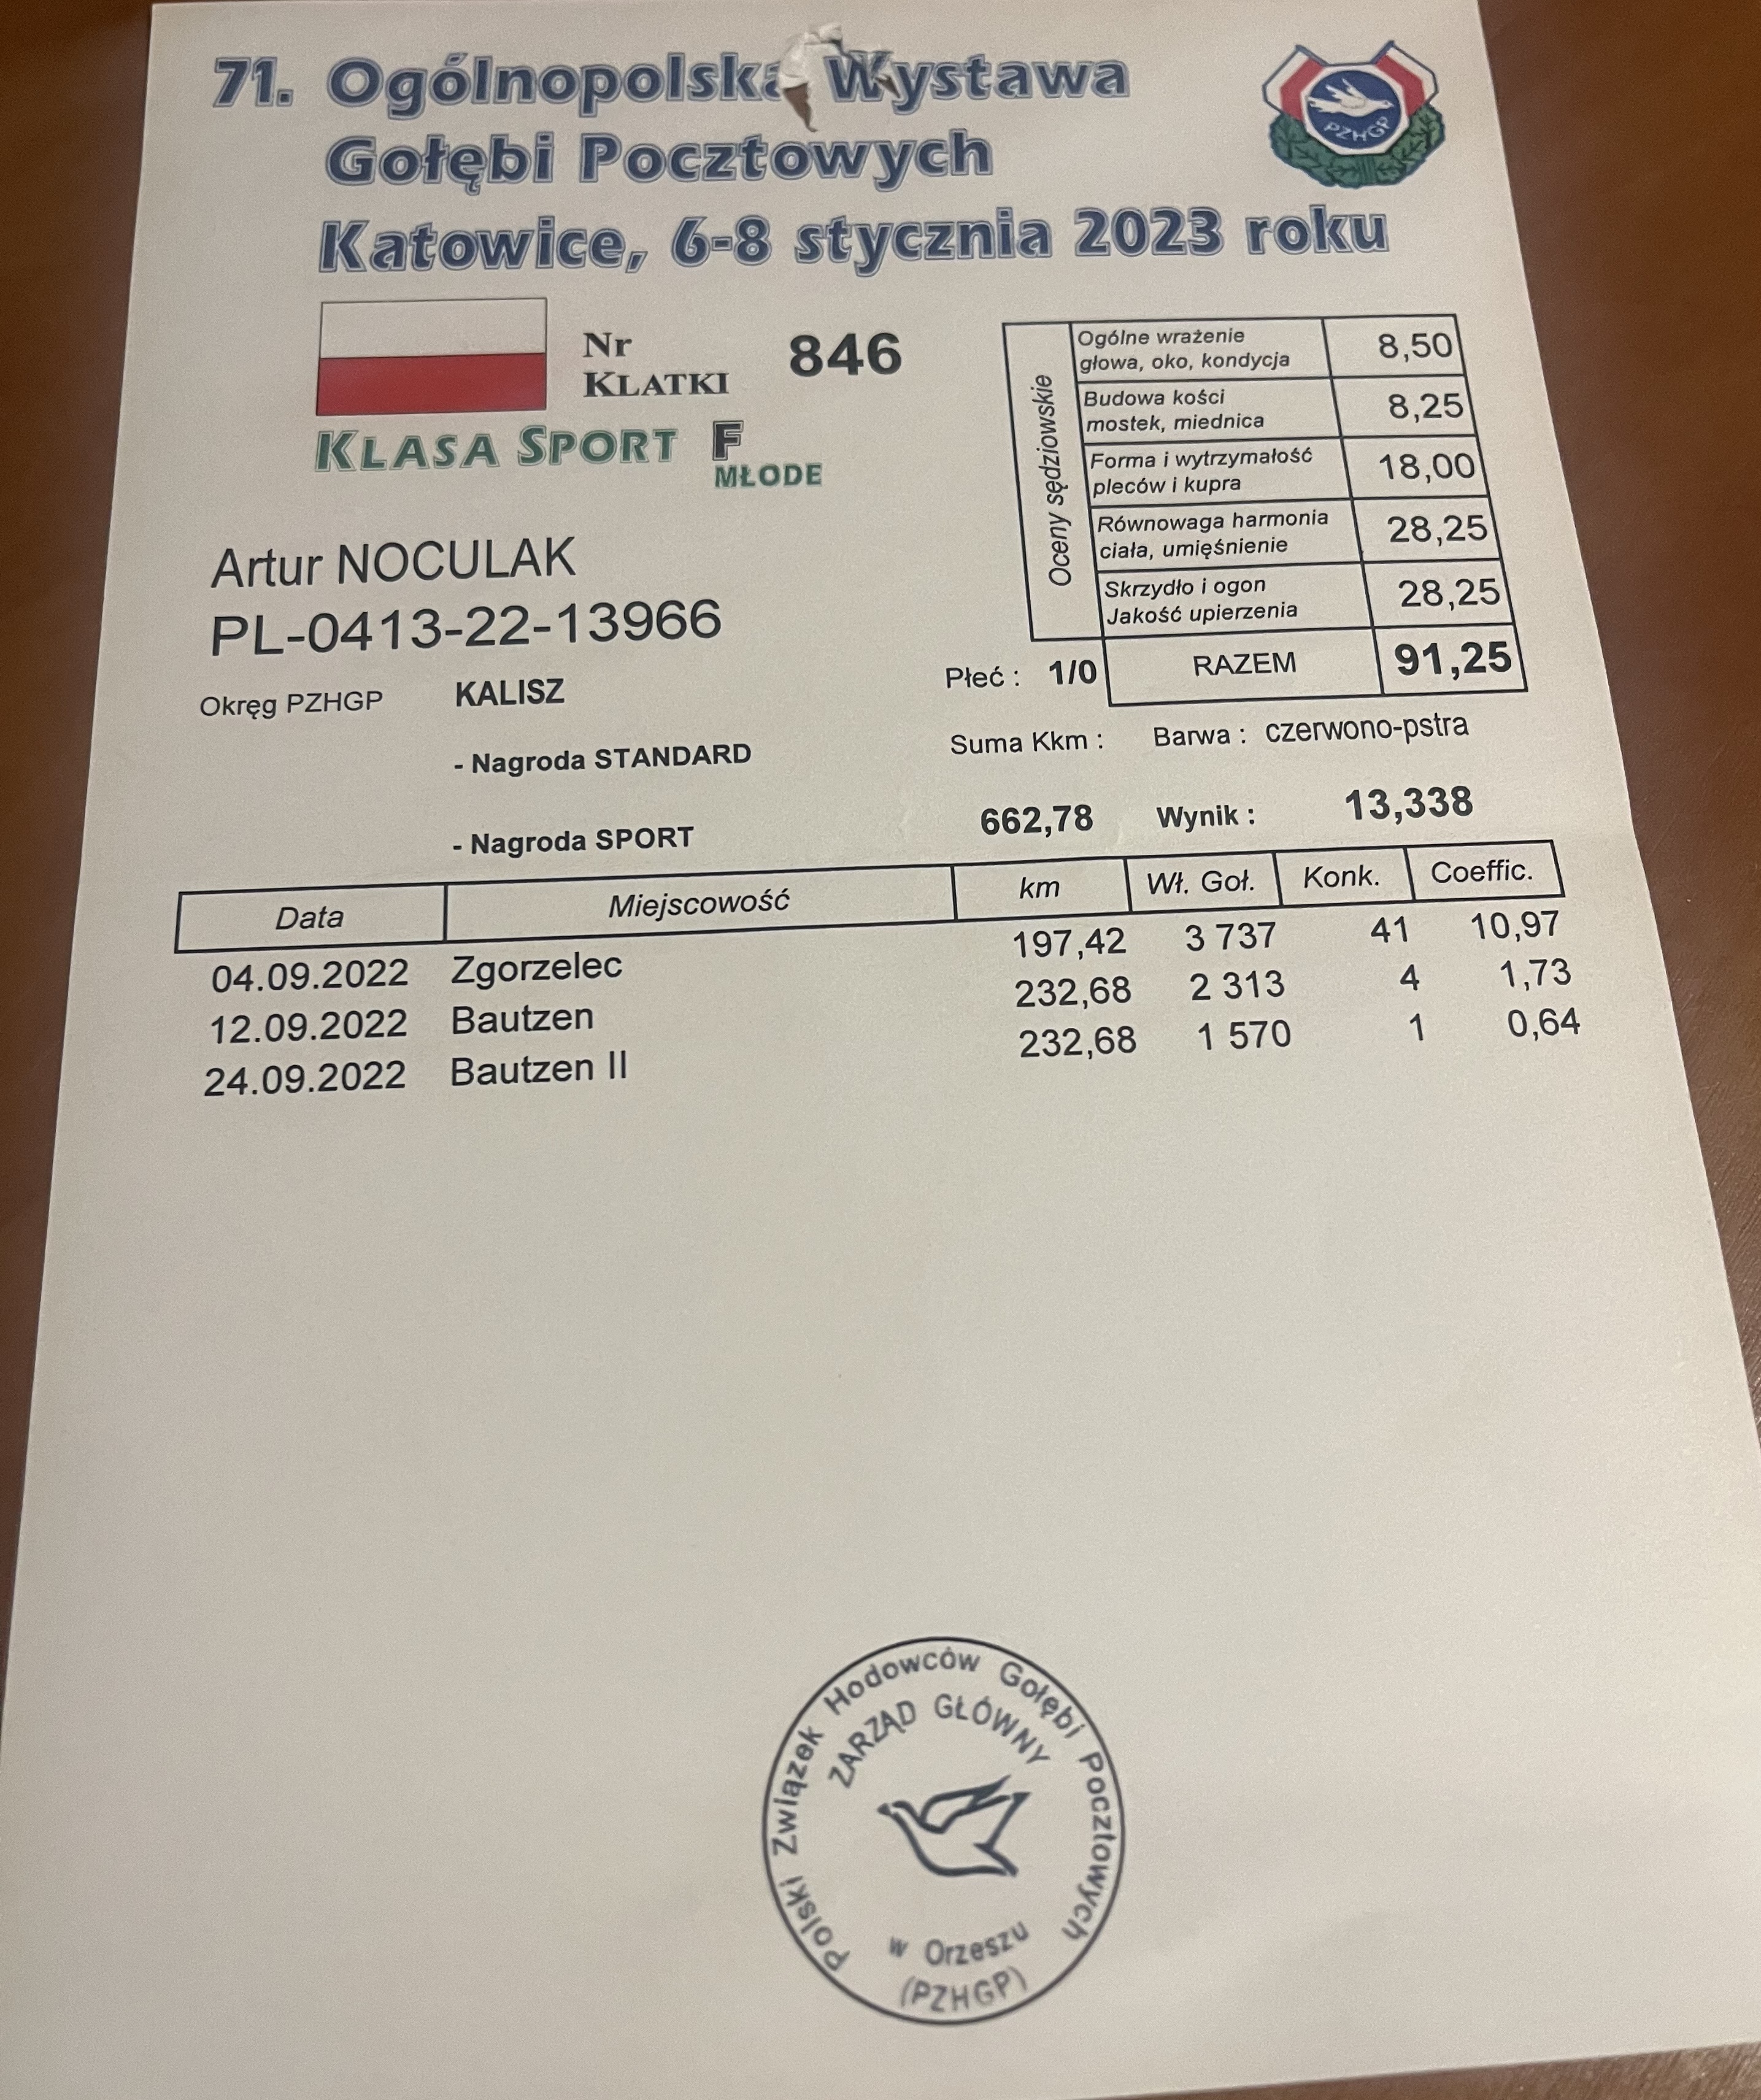 71. Ogólnopolska Wystawa
Gołębi Pocztowych
Katowice, 6-8 stycznia 2023 roku
PZHGP
Nr
KLATKI
846
KLASA SPORT F
MŁODE
Artur NOCULAK
PL-0413-22-13966
Okręg PZHGP KALISZ
- Nagroda STANDARD
- Nagroda SPORT
Oceny sędziowskie
Ogólne wrażenie
głowa, oko, kondycja
8,50
Budowa kości
mostek, miednica
8,25
Forma i wytrzymałość
pleców i kupra
18,00
Równowaga harmonia
ciała, umięśnienie
28,25
Skrzydło i ogon
Jakość upierzenia
28,25
Płeć : 1/0 RAZEM 91,25
Suma Kkm : Barwa : czerwono-pstra
662,78 Wynik : 13,338
Data Miejscowość km Wł. Goł. Konk. Coeffic.
04.09.2022 Zgorzelec 197,42 3 737 41 10,97
12.09.2022 Bautzen 232,68 2 313 4 1,73
24.09.2022 Bautzen II 232,68 1 570 1 0,64
Polski Związek Hodowców Gołębi Pocztowych
ZARZĄD GŁÓWNY
w Orzeszu
(PZHGP)